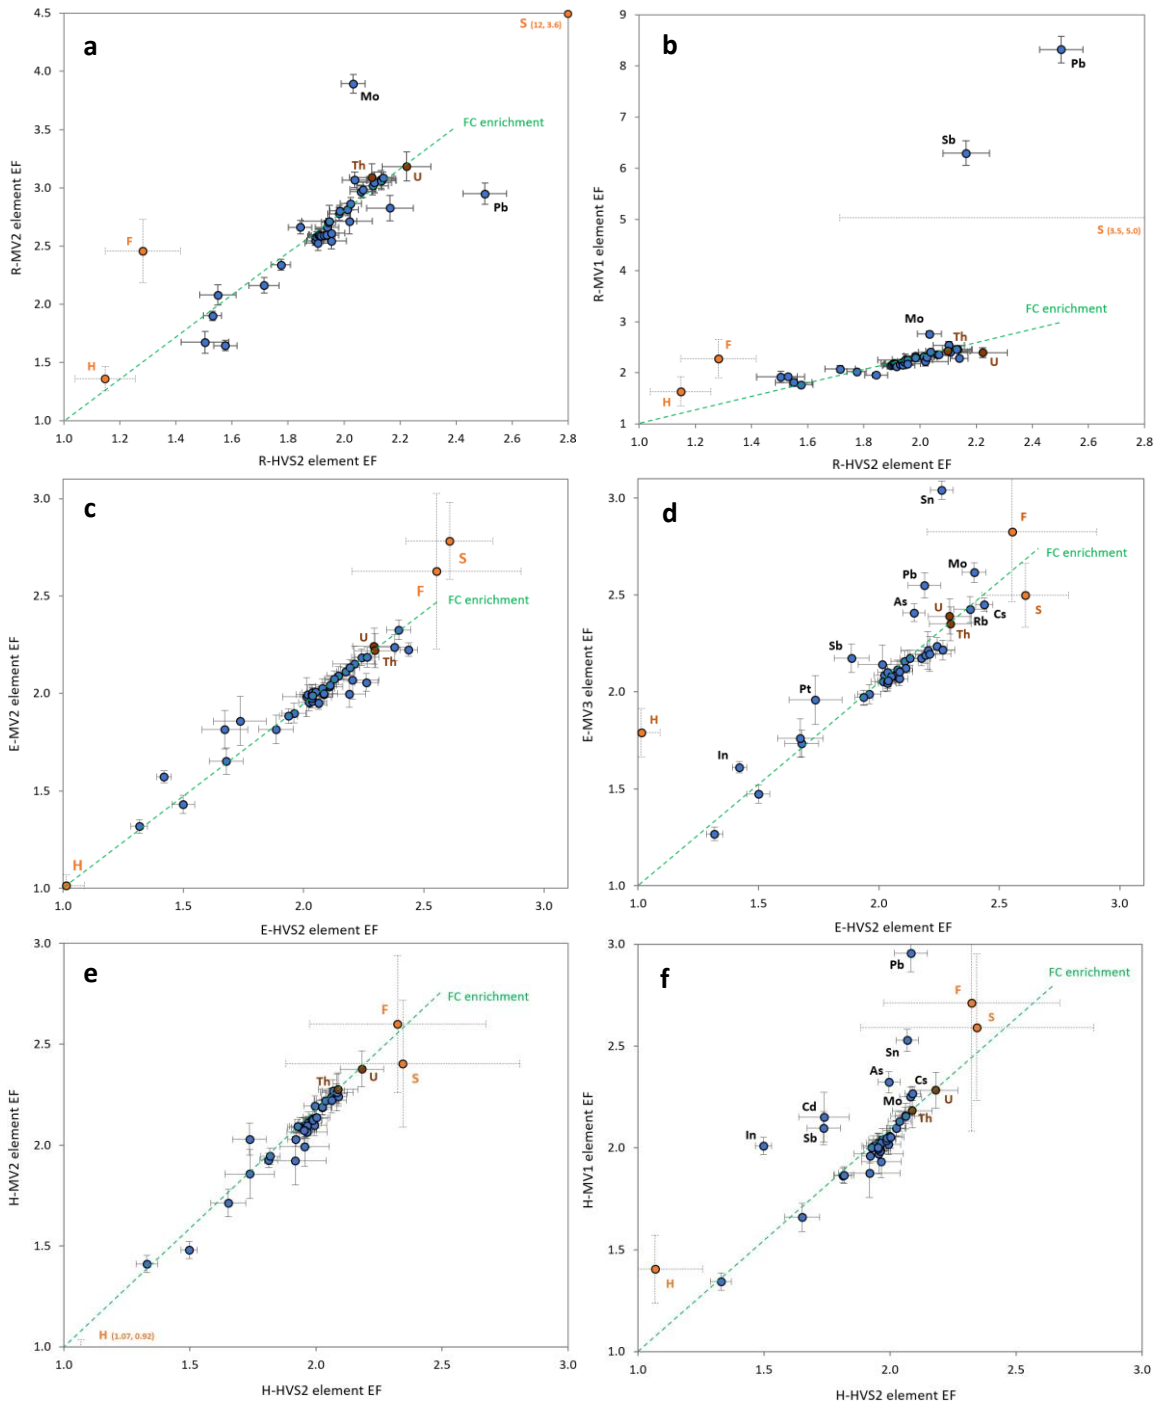 a
4.5
4.0
3.5
3.0
2.5
2.0
1.5
1.0
R-MV2 element EF
S (12, 3.6)
Mo
FC enrichment
Th
U
Pb
F
H
1.0 1.2 1.4 1.6 1.8 2.0 2.2 2.4 2.6 2.8
R-HVS2 element EF
b
9
8
7
6
5
4
3
2
1
R-MV1 element EF
Pb
Sb
S (3.5, 5.0)
FC enrichment
Mo
Th
U
F
H
1.0 1.2 1.4 1.6 1.8 2.0 2.2 2.4 2.6 2.8
R-HVS2 element EF
c
3.0
2.5
2.0
1.5
1.0
E-MV2 element EF
S
F
FC enrichment
U
Th
H
1.0 1.5 2.0 2.5 3.0
E-HVS2 element EF
d
3.0
2.5
2.0
1.5
1.0
E-MV3 element EF
Sn
F
FC enrichment
Mo
Pb
As
U
Cs
S
Rb
Th
Sb
Pt
H
In
1.0 1.5 2.0 2.5 3.0
E-HVS2 element EF
e
3.0
2.5
2.0
1.5
1.0
H-MV2 element EF
F
FC enrichment
S
Th
U
H (1.07, 0.92)
1.0 1.5 2.0 2.5 3.0
H-HVS2 element EF
f
3.0
2.5
2.0
1.5
1.0
H-MV1 element EF
Pb
FC enrichment
F
S
Sn
As
Cs
Mo
U
Cd
Th
Sb
In
H
1.0 1.5 2.0 2.5 3.0
H-HVS2 element EF